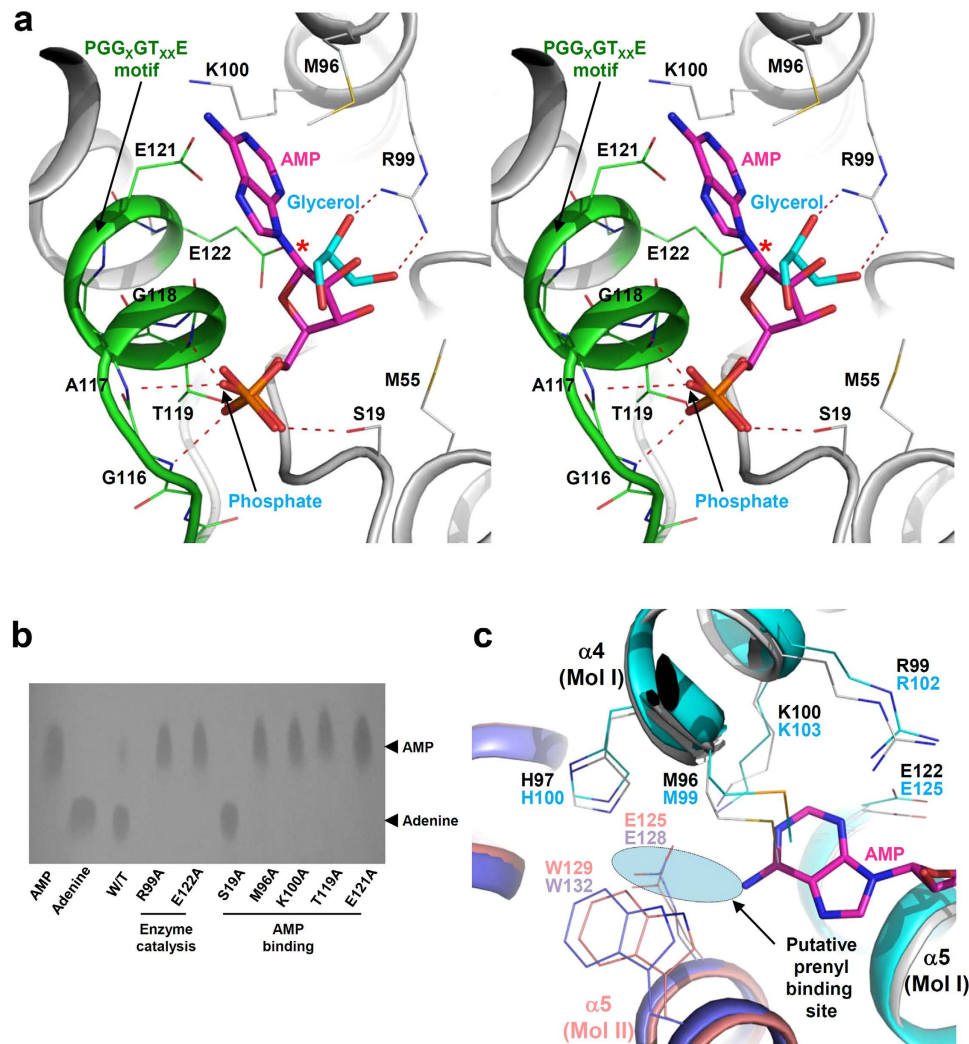 a
PGGXGTXXE
motif
K100
M96
E121
AMP
R99
Glycerol
*
E122
G118
A117
T119
M55
S19
G116
Phosphate
PGGXGTXXE
motif
K100
M96
E121
AMP
R99
Glycerol
*
E122
G118
A117
T119
M55
S19
G116
Phosphate
b
AMP
Adenine
AMP
Adenine
W/T
R99A
E122A
S19A
M96A
K100A
T119A
E121A
Enzyme
catalysis
AMP
binding
c
α4
(Mol I)
R99
R102
K100
K103
H97
H100
M96
M99
E122
E125
E125
E128
AMP
W129
W132
Putative
prenyl
binding
site
α5
(Mol I)
α5
(Mol II)